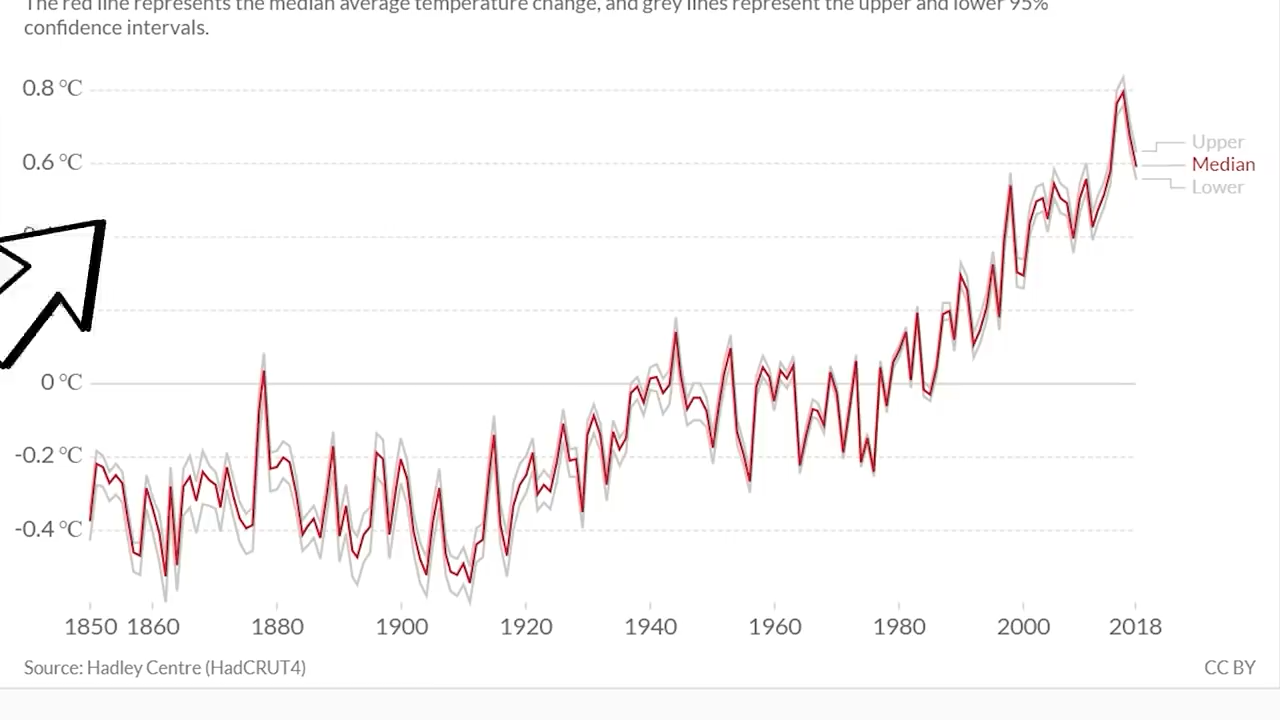 The red line represents the median average temperature change, and grey lines represent the upper and lower 95%
confidence intervals.
0.8 °C
0.6 °C
0 °C
-0.2 °C
-0.4 °C
Upper
Median
Lower
1850 1860 1880 1900 1920 1940 1960 1980 2000 2018
Source: Hadley Centre (HadCRUT4)
CC BY